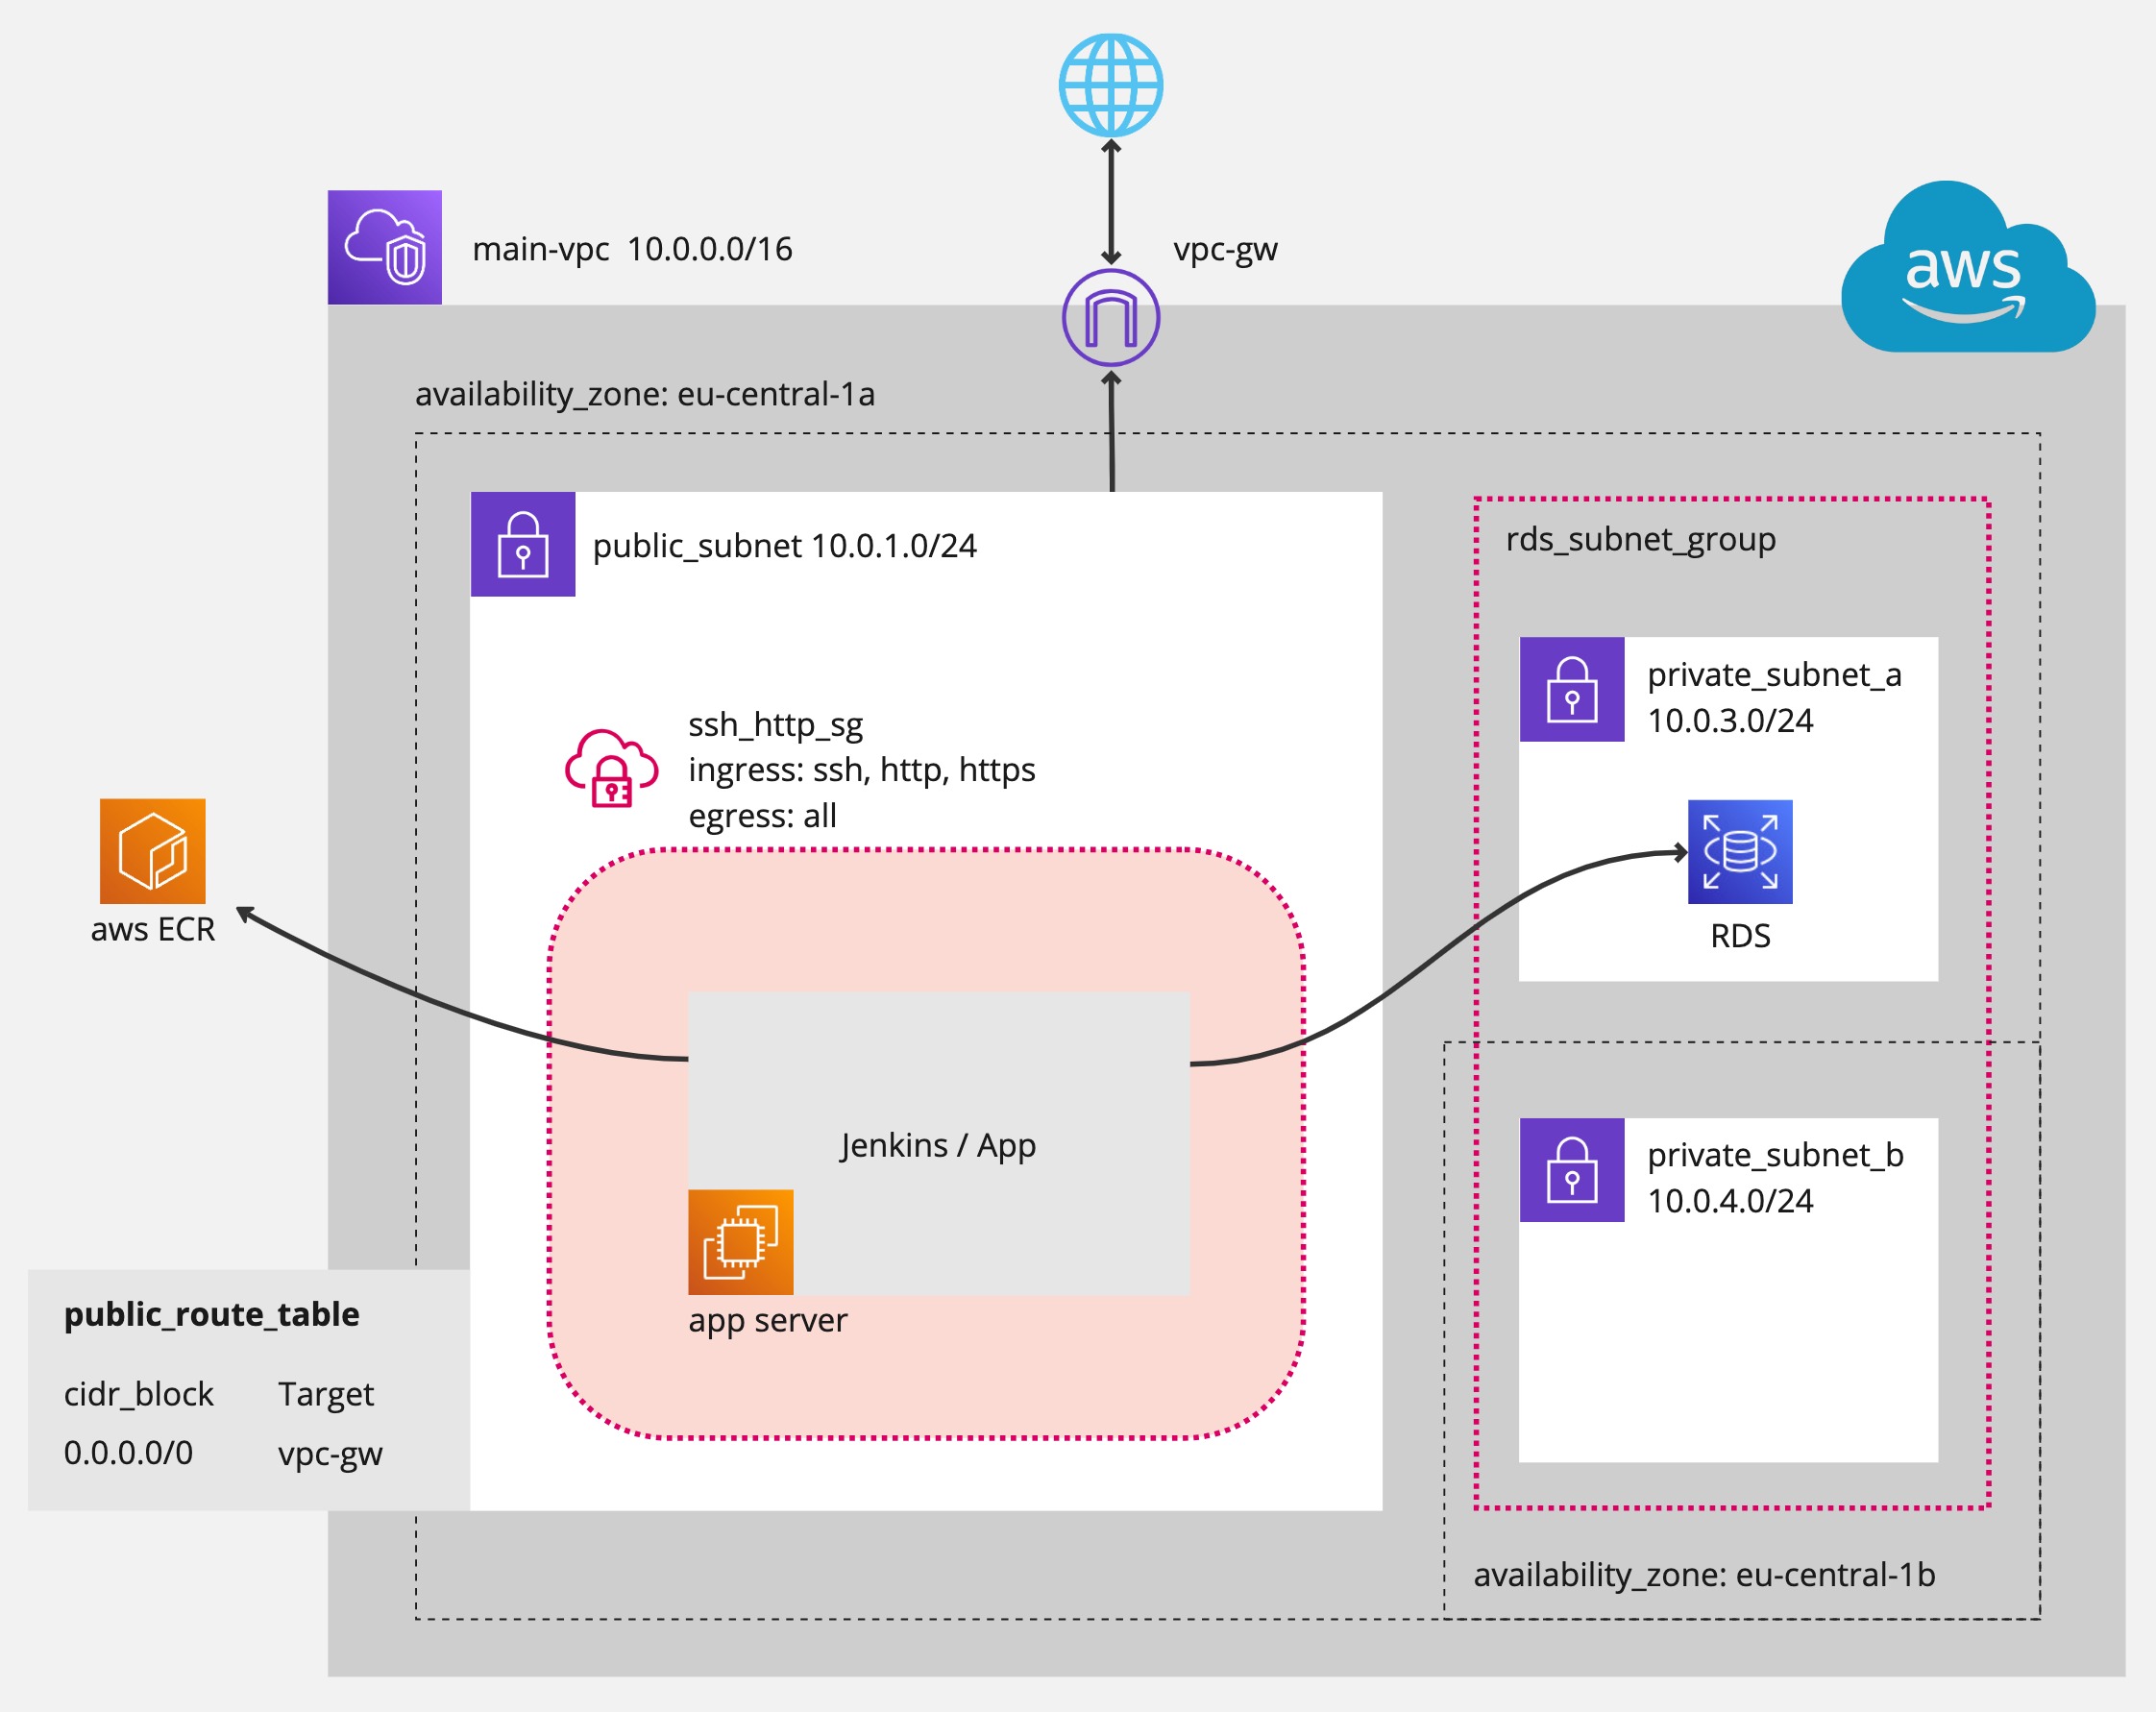 main-vpc 10.0.0.0/16
vpc-gw
aws
availability_zone: eu-central-1a
public_subnet 10.0.1.0/24
rds_subnet_group
private_subnet_a
10.0.3.0/24
ssh_http_sg
ingress: ssh, http, https
egress: all
aws ECR
RDS
Jenkins / App
private_subnet_b
10.0.4.0/24
app server
public_route_table
cidr_block Target
0.0.0.0/0 vpc-gw
availability_zone: eu-central-1b